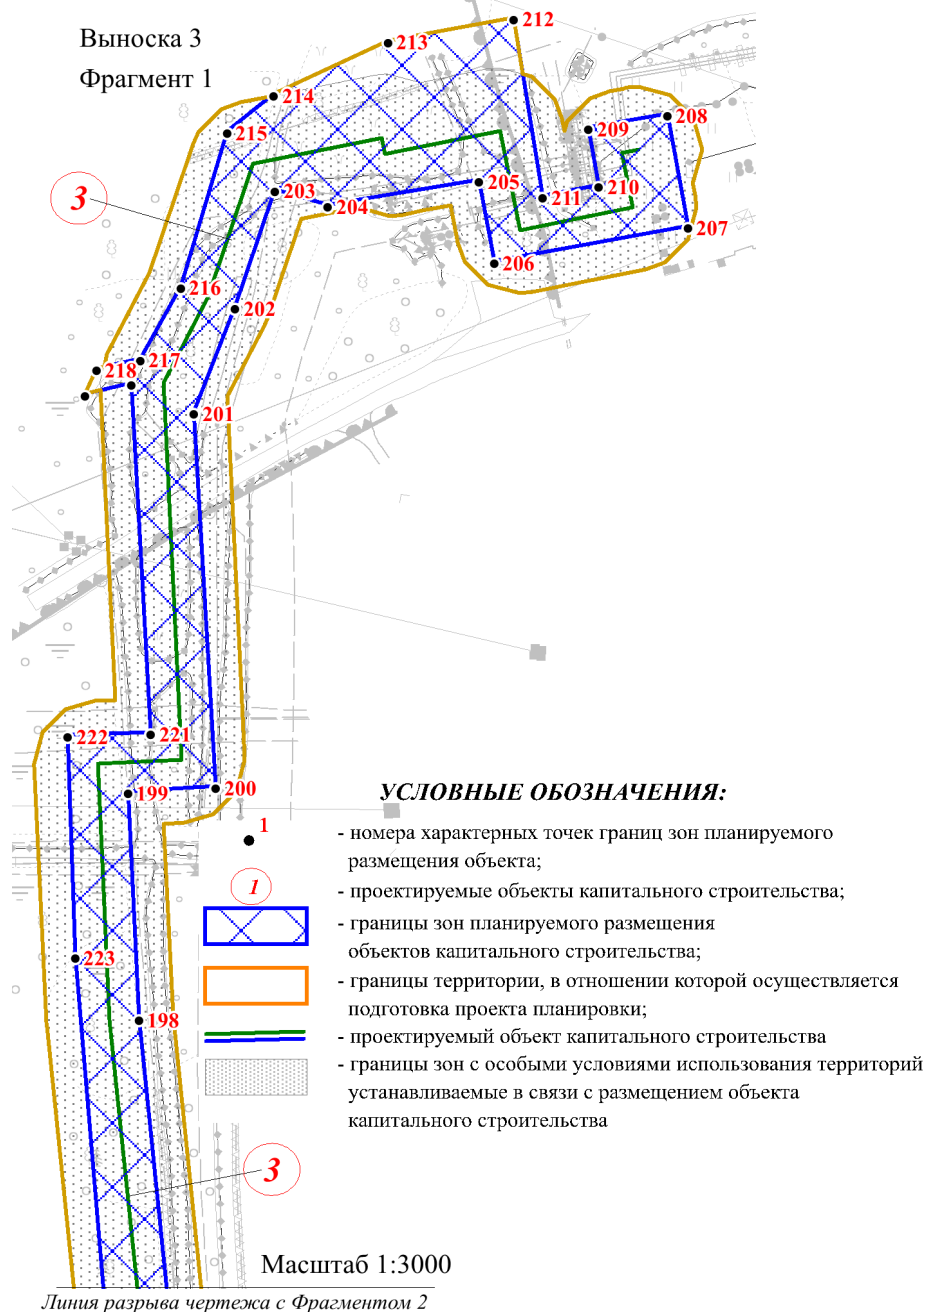 Выноска 3
Фрагмент 1
212
213
214
215
208
209
3
203
204
205
210
211
207
206
216
202
217
218
201
221
222
199
200
УСЛОВНЫЕ ОБОЗНАЧЕНИЯ:
1
- номера характерных точек границ зон планируемого
размещения объекта;
1
- проектируемые объекты капитального строительства;
- границы зон планируемого размещения
объектов капитального строительства;
223
- границы территории, в отношении которой осуществляется
подготовка проекта планировки;
198
- проектируемый объект капитального строительства
- границы зон с особыми условиями использования территорий
устанавливаемые в связи с размещением объекта
капитального строительства
3
Масштаб 1:3000
Линия разрыва чертежа с Фрагментом 2